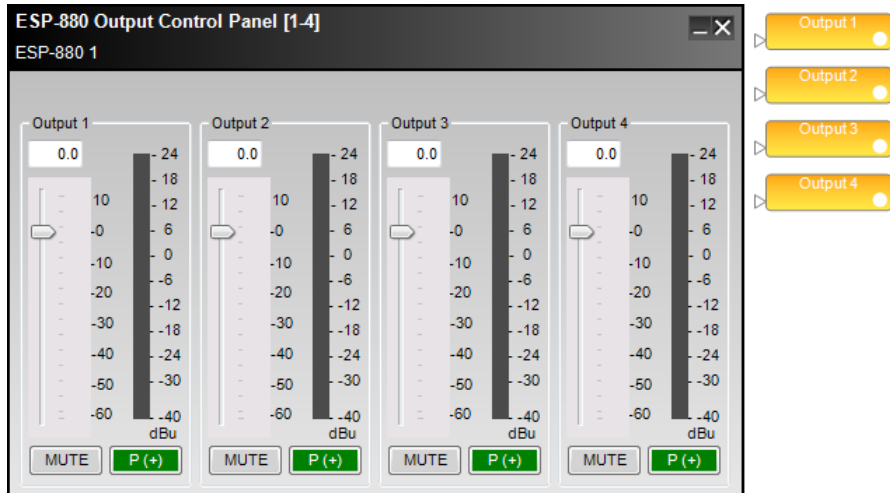 ESP-880 Output Control Panel [1-4]
ESP-880 1
Output 1
Output 2
Output 3
Output 4
Output 1 Output 2 Output 3 Output 4
0.0 - 24 0.0 - 24 0.0 - 24 0.0 - 24
- 18 - 18 - 18 - 18
10 - 12 10 - 12 10 - 12 10 - 12
-0 - 6 -0 - 6 -0 - 6 -0 - 6
- 0 - 0 - 0 - 0
-10 - -6 -10 - -6 -10 - -6 -10 - -6
-20 - -12 -20 - -12 -20 - -12 -20 - -12
-30 - -18 -30 - -18 -30 - -18 -30 - -18
-40 - -24 -40 - -24 -40 - -24 -40 - -24
-50 - -30 -50 - -30 -50 - -30 -50 - -30
-60 - -40 -60 - -40 -60 - -40 -60 - -40
dBu dBu dBu dBu
MUTE P (+) MUTE P (+) MUTE P (+) MUTE P (+)